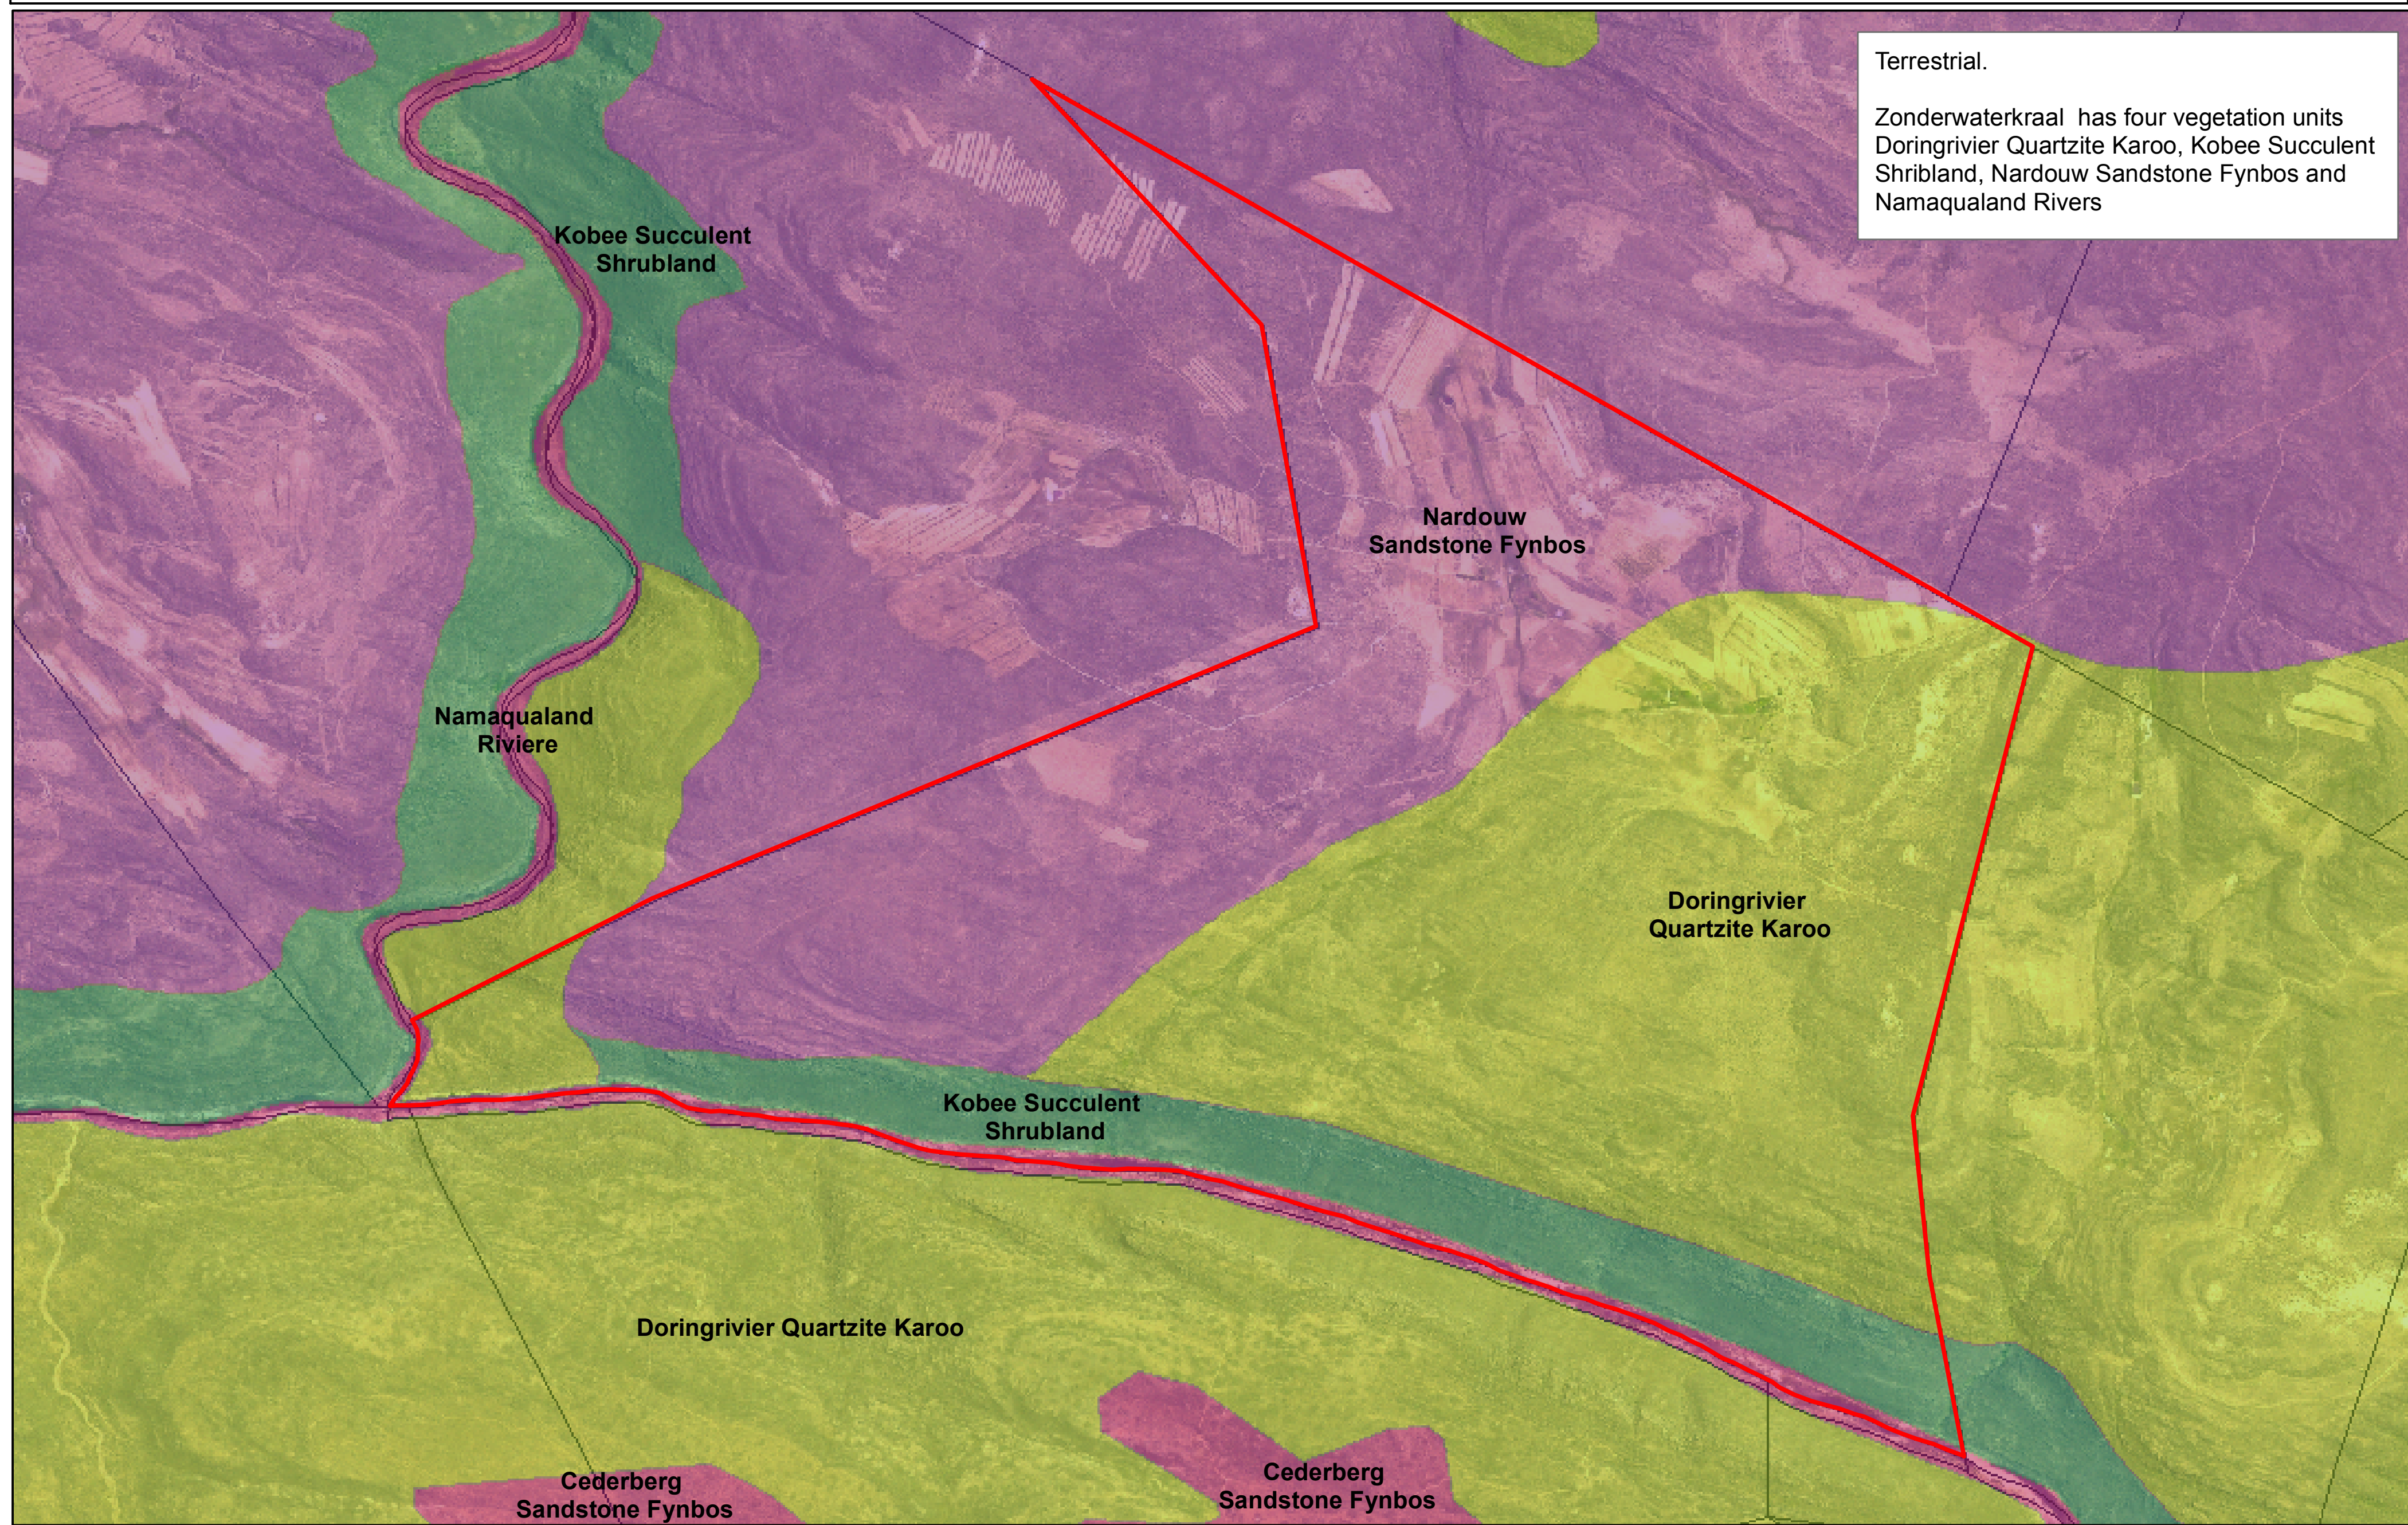 Terrestrial.
Zonderwaterkraal has four vegetation units
Doringrivier Quartzite Karoo, Kobee Succulent
Shribland, Nardouw Sandstone Fynbos and
Namaqualand Rivers
Kobee Succulent
Shrubland
Nardouw
Sandstone Fynbos
Namaqualand
Riviere
Doringrivier
Quartzite Karoo
Kobee Succulent
Shrubland
Doringrivier Quartzite Karoo
Cederberg
Sandstone Fynbos
Cederberg
Sandstone Fynbos